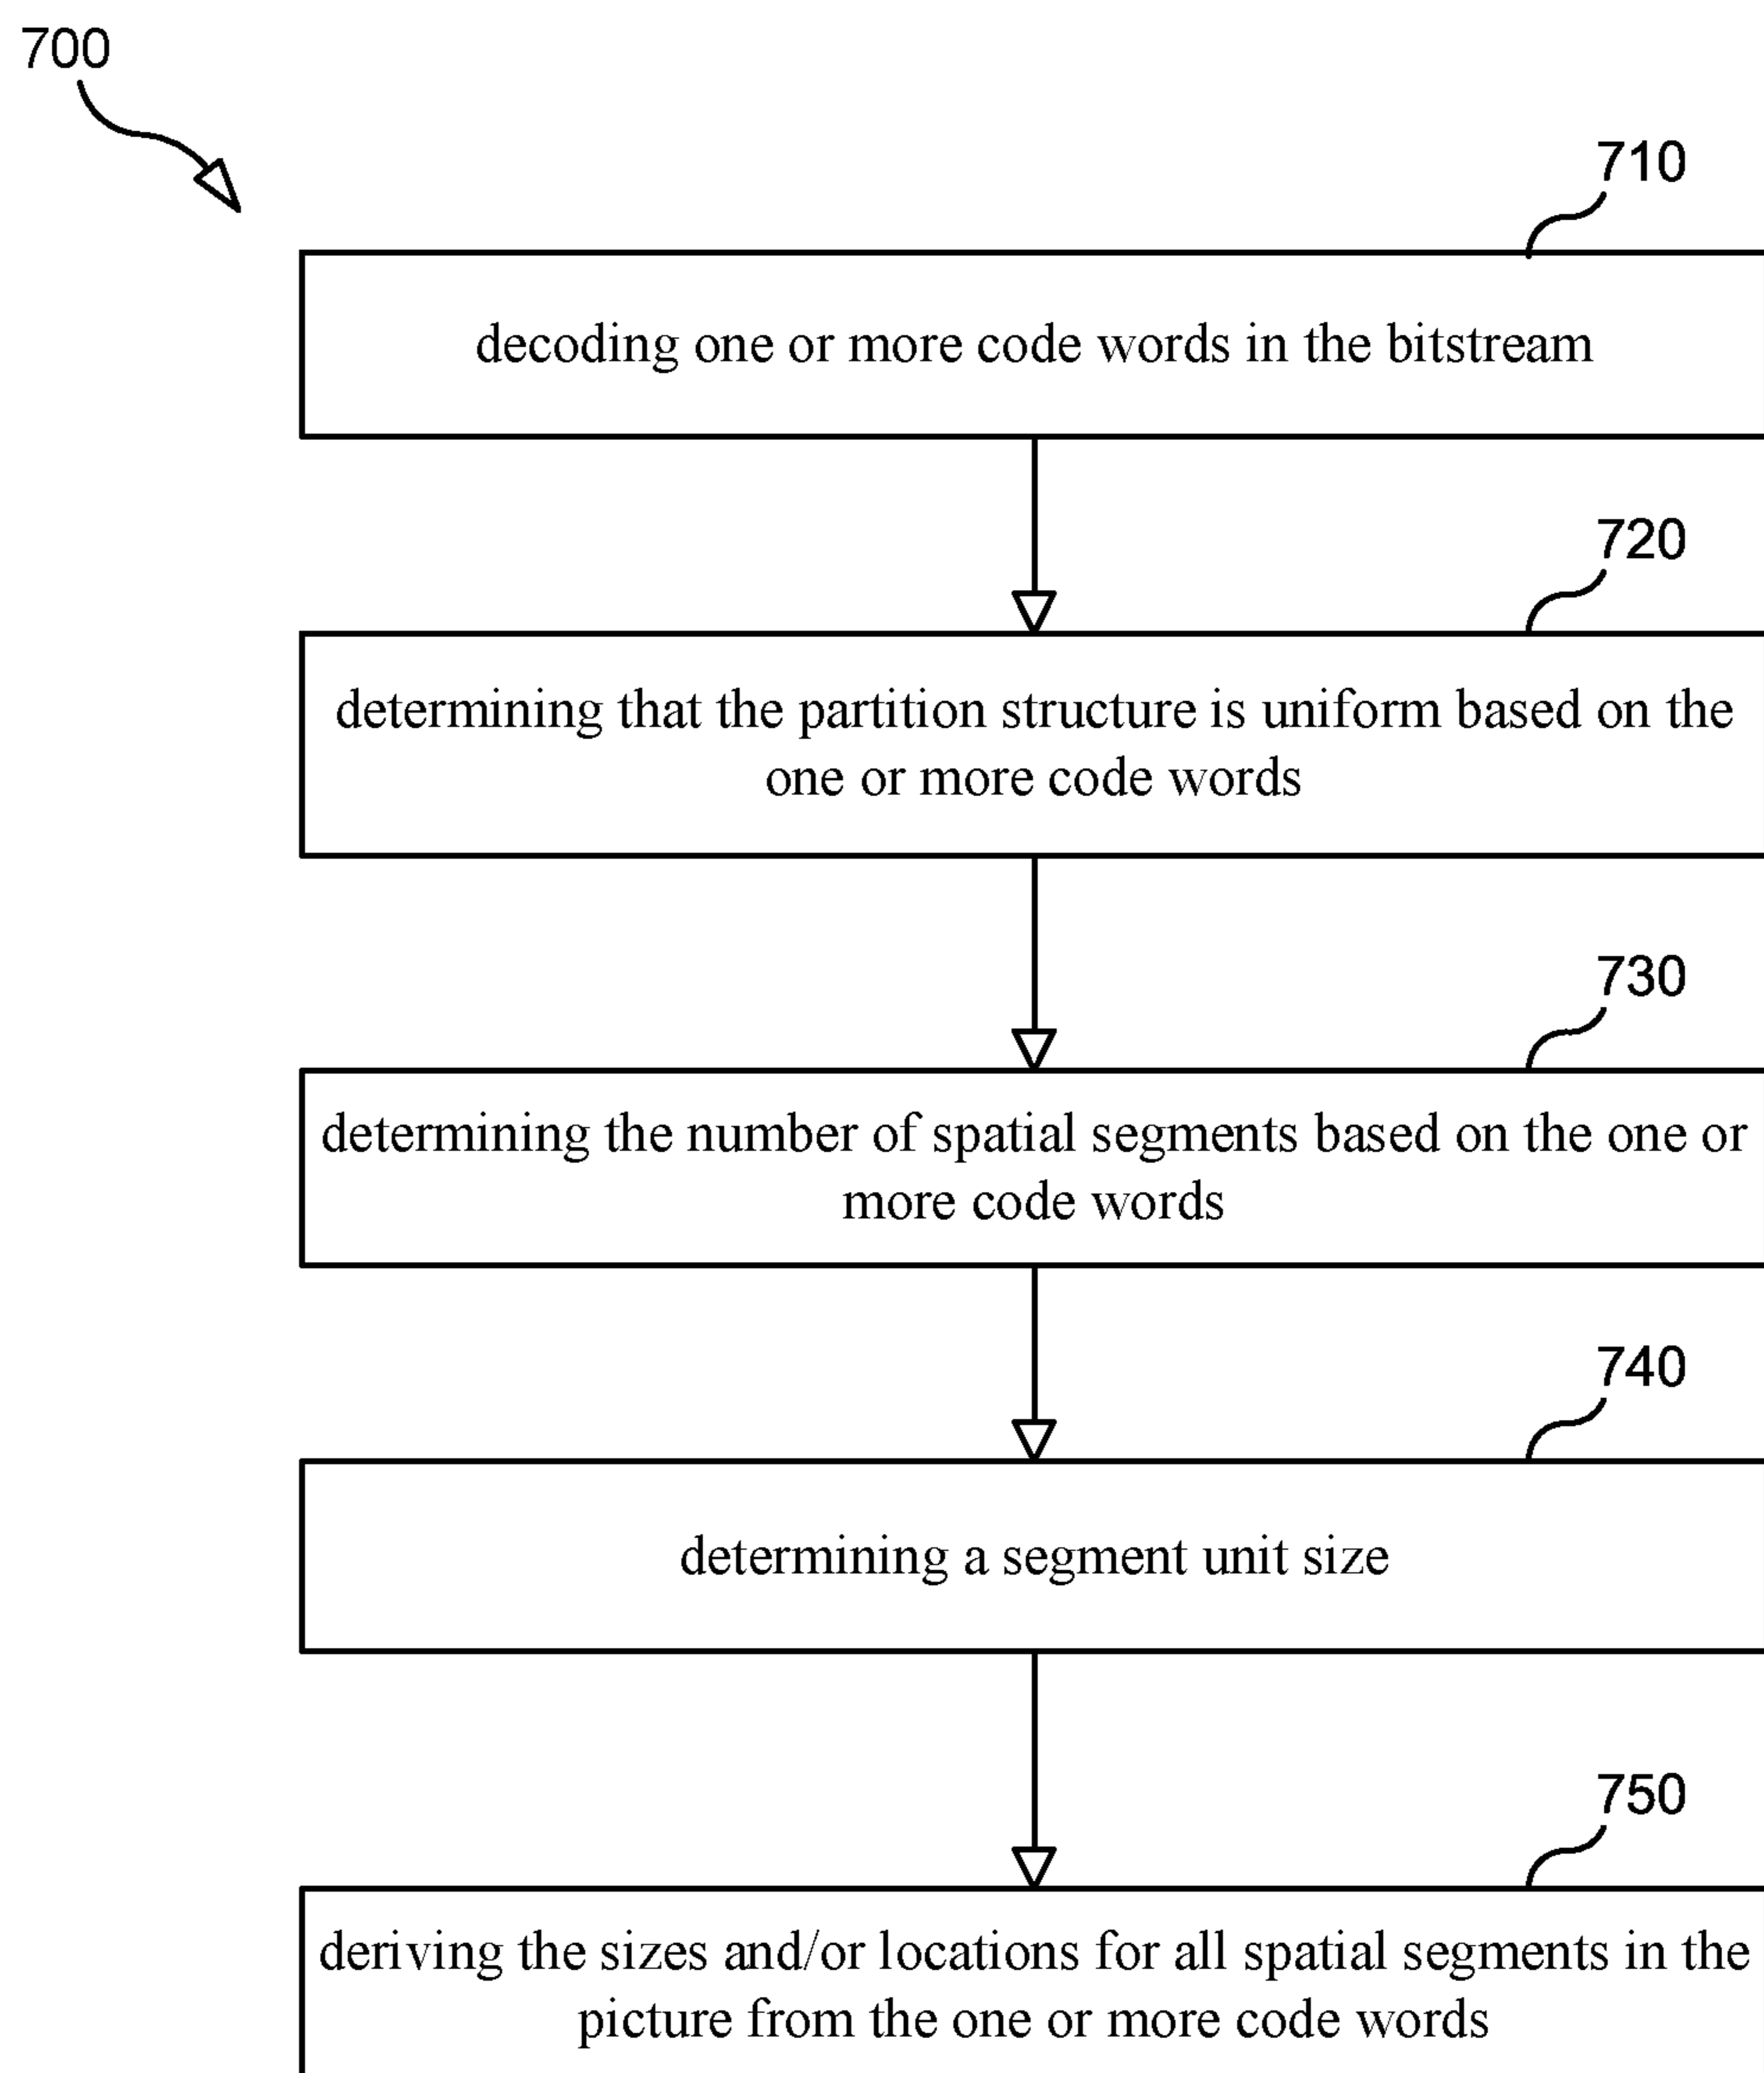 700
710
decoding one or more code words in the bitstream
720
determining that the partition structure is uniform based on the
one or more code words
730
determining the number of spatial segments based on the one or
more code words
740
determining a segment unit size
750
deriving the sizes and/or locations for all spatial segments in the
picture from the one or more code words